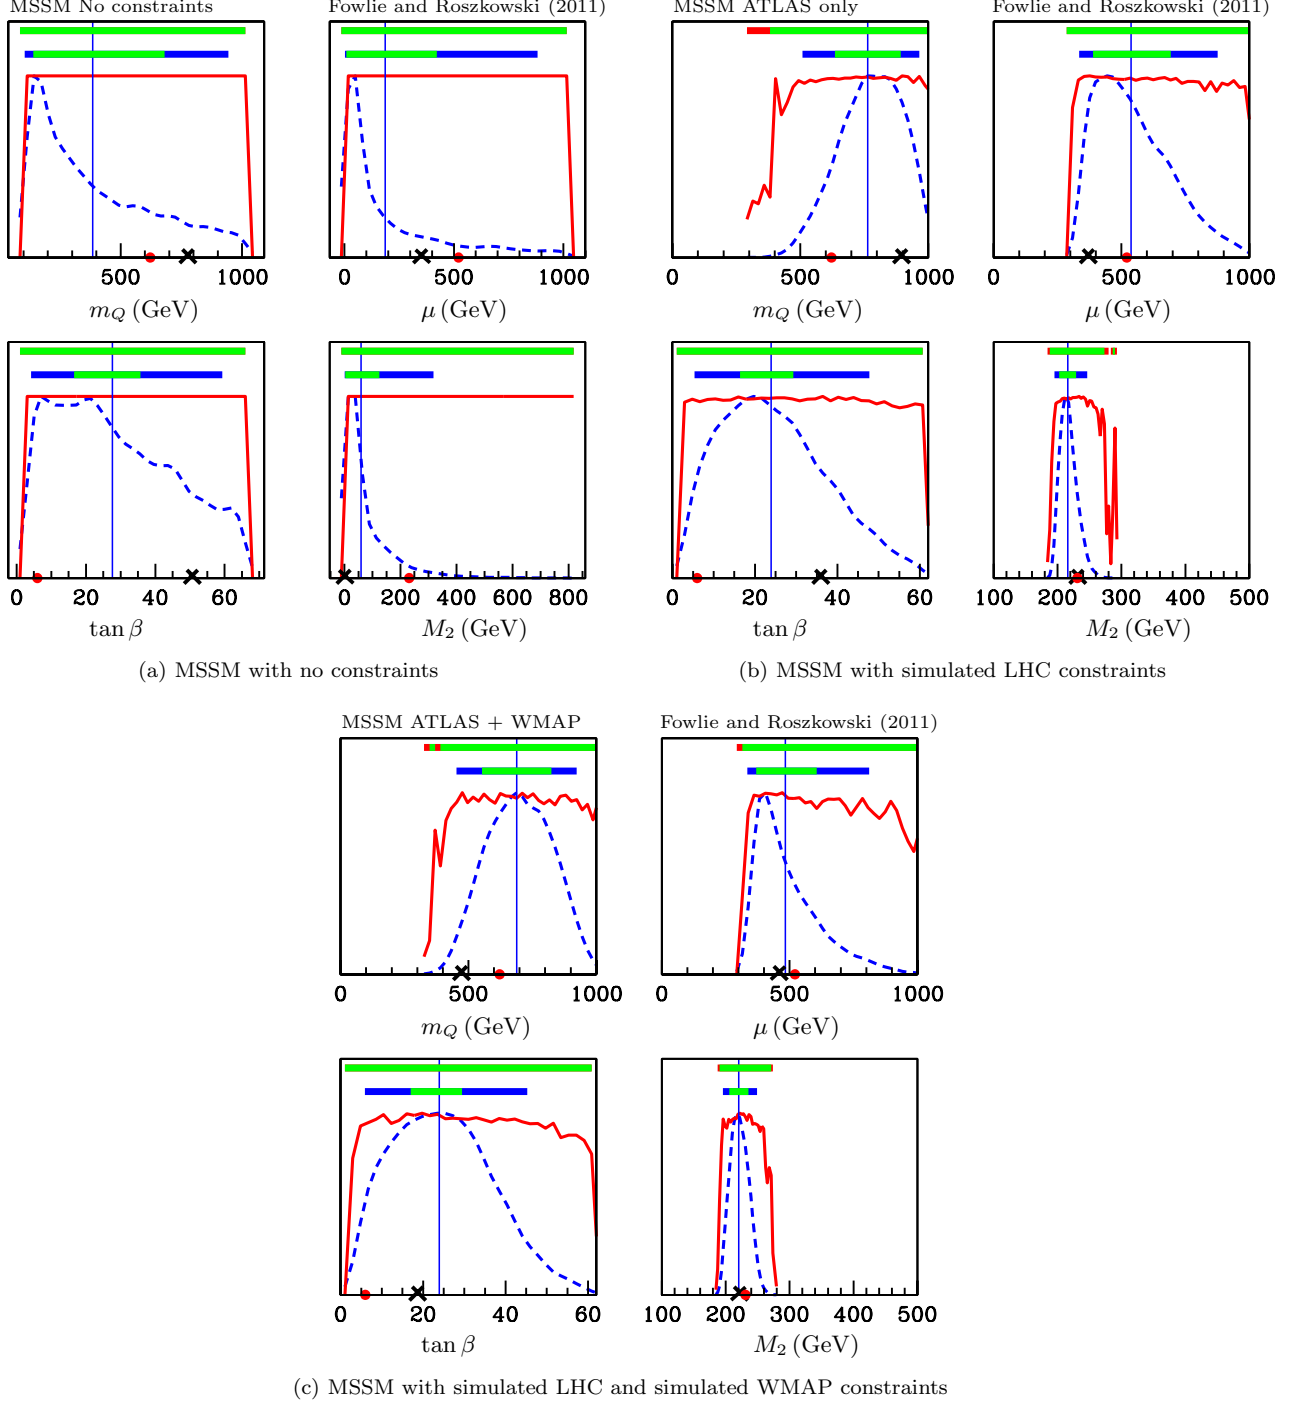 MSSM No constraints
Fowlie and Roszkowski (2011)
500 1000
m_Q (GeV)
0 500 1000
μ (GeV)
0 20 40 60
tan β
0 200 400 600 800
M_2 (GeV)
(a) MSSM with no constraints
MSSM ATLAS only
Fowlie and Roszkowski (2011)
0 500 1000
m_Q (GeV)
0 500 1000
μ (GeV)
0 20 40 60
tan β
100 200 300 400 500
M_2 (GeV)
(b) MSSM with simulated LHC constraints
MSSM ATLAS + WMAP
Fowlie and Roszkowski (2011)
0 500 1000
m_Q (GeV)
0 500 1000
μ (GeV)
0 20 40 60
tan β
100 200 300 400 500
M_2 (GeV)
(c) MSSM with simulated LHC and simulated WMAP constraints